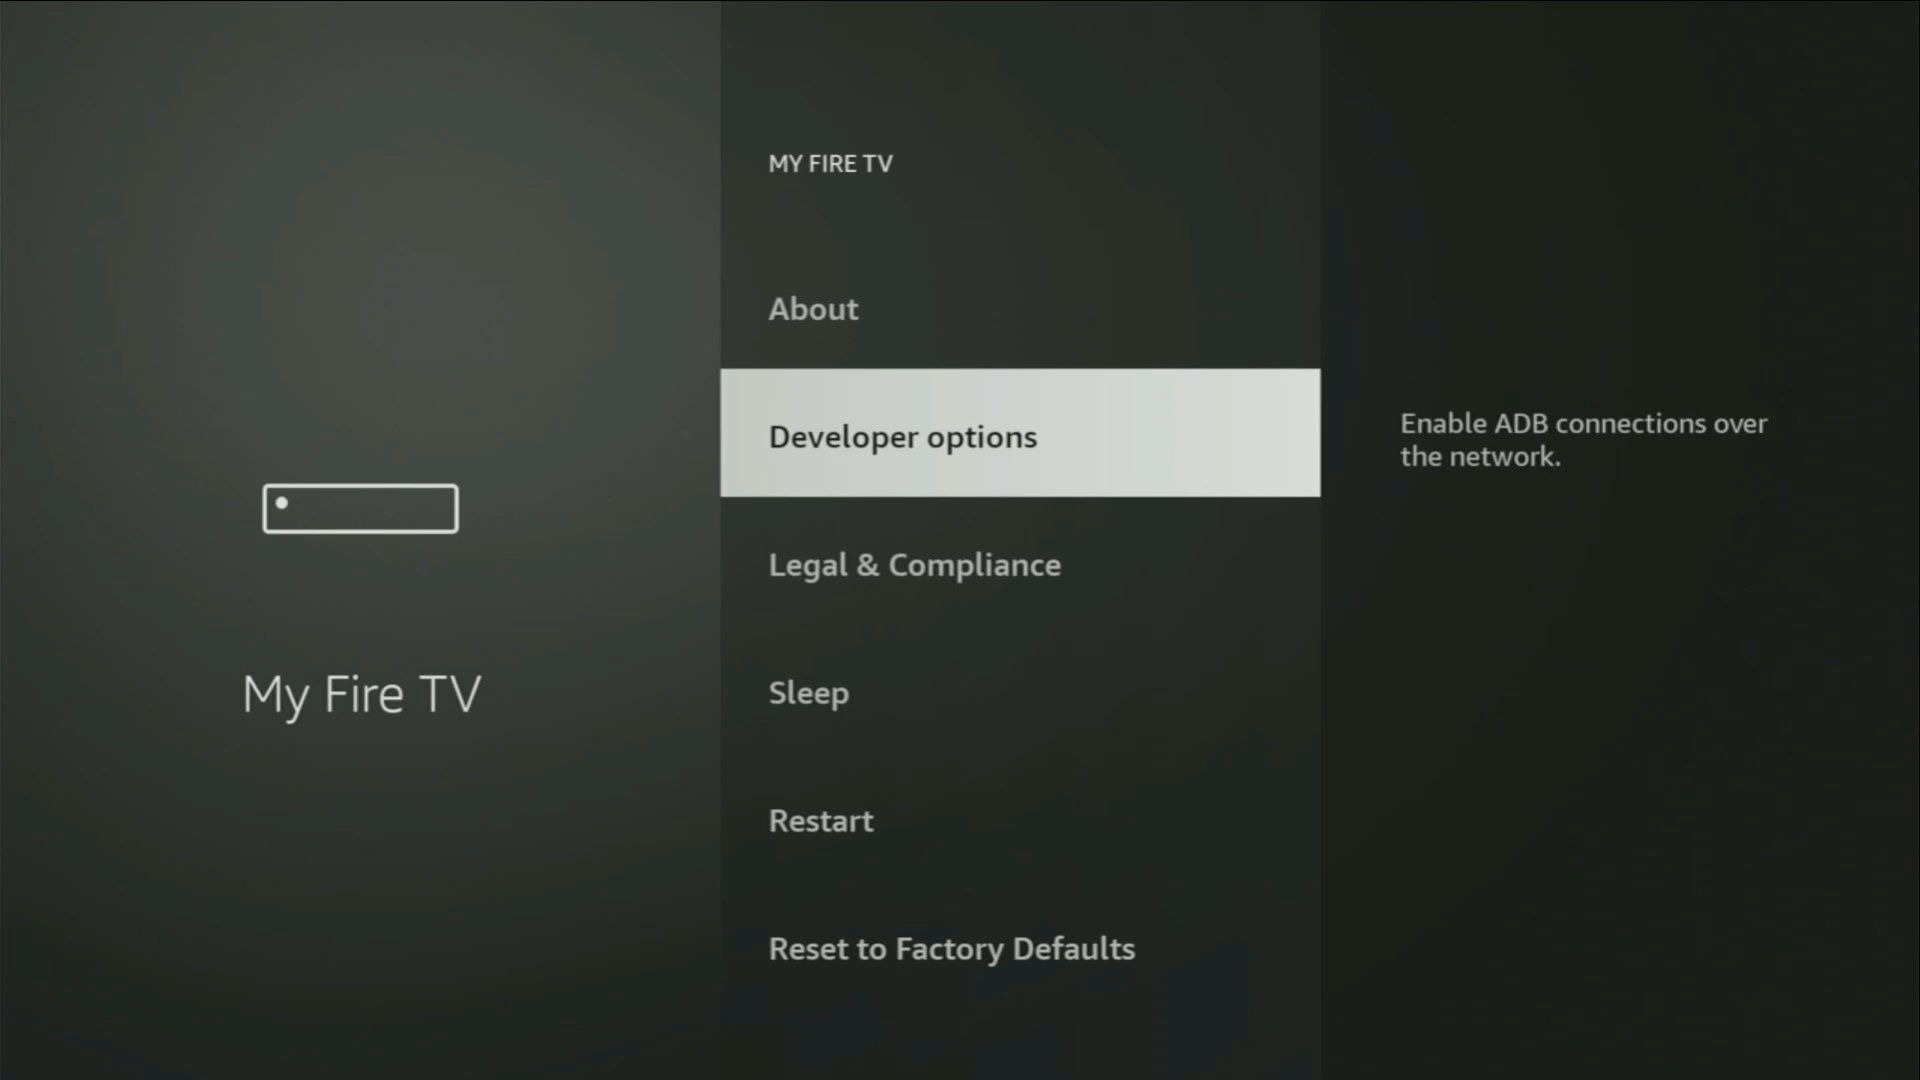 My Fire TV
MY FIRE TV
About
Developer options
Legal & Compliance
Sleep
Restart
Reset to Factory Defaults
Enable ADB connections over
the network.